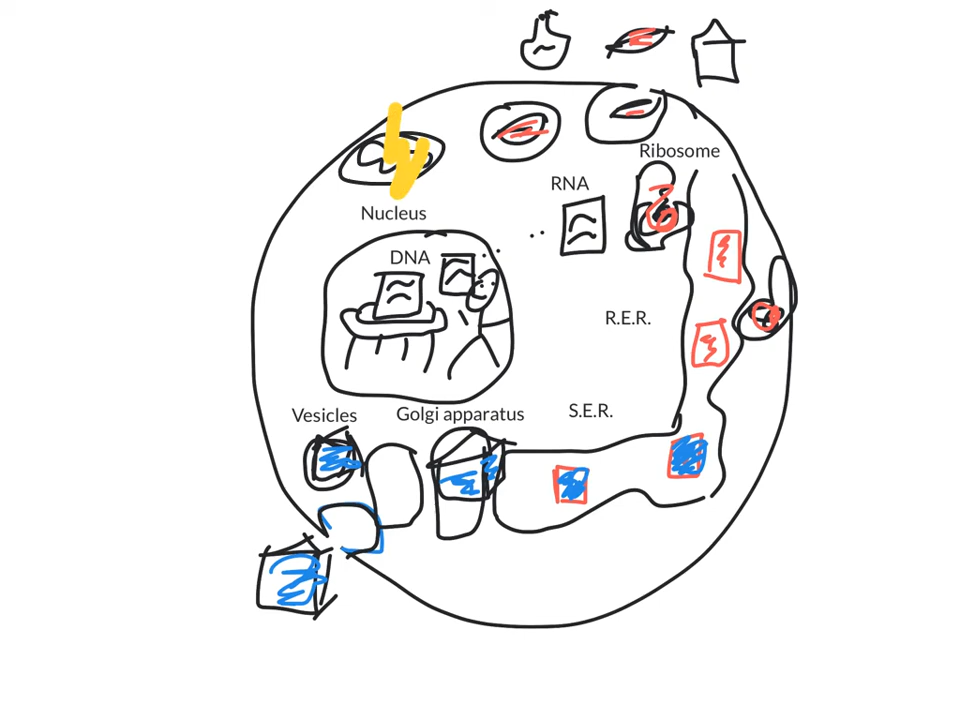 Ribosome
RNA
Nucleus
DNA
R.E.R.
S.E.R.
Vesicles
Golgi apparatus